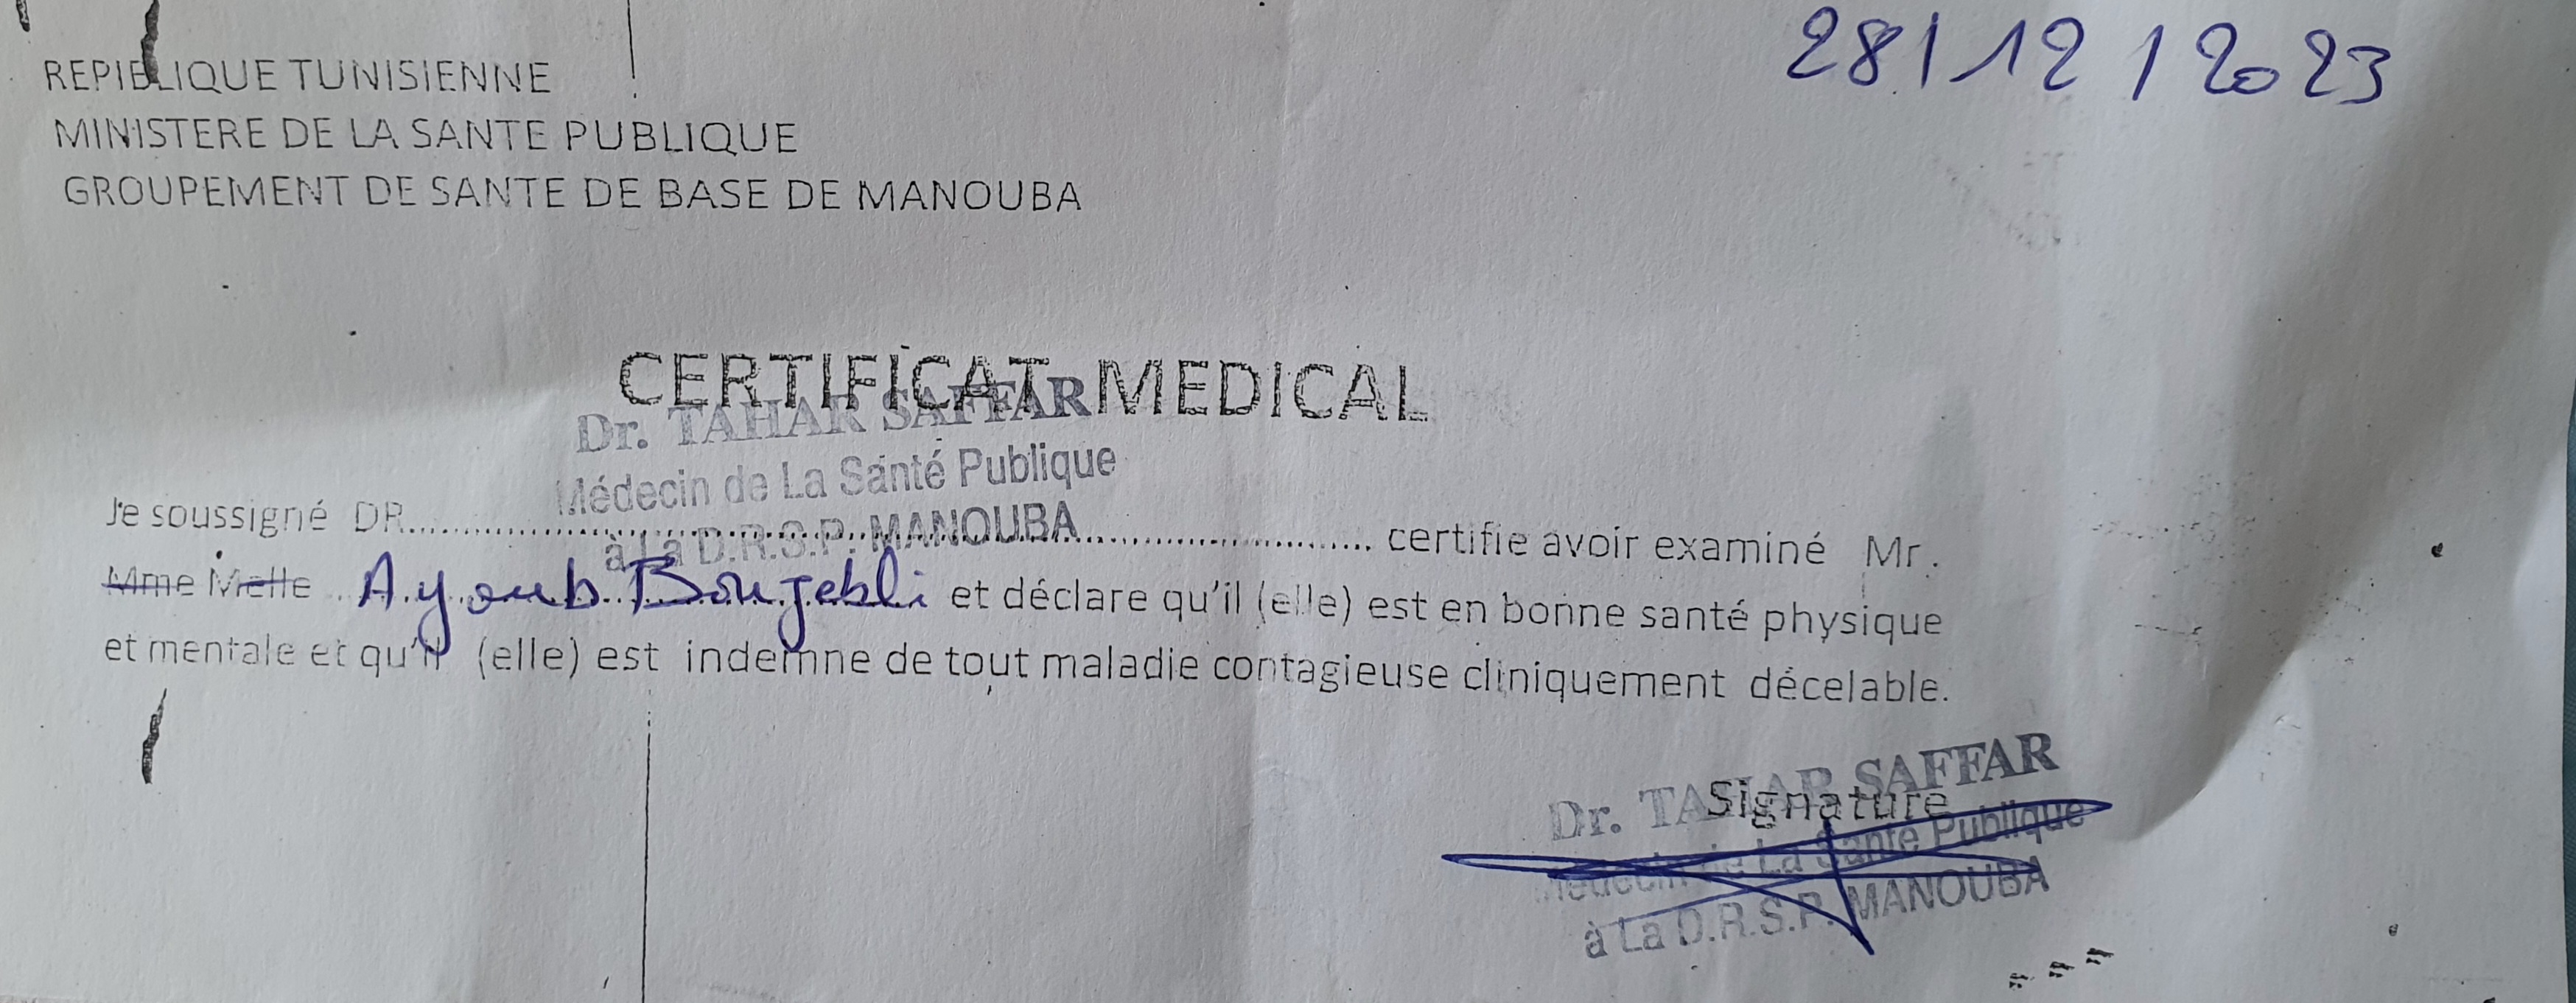 28/12/2023
REPIBLIQUE TUNISIENNE
MINISTERE DE LA SANTE PUBLIQUE
GROUPEMENT DE SANTE DE BASE DE MANOUBA
CERTIFICAT MEDICAL
Dr. TAHAR SAFFAR
Médecin de La Santé Publique
à La D.R.S.P. MANOUBA
Je soussigné DR.......................................................... certifie avoir examiné Mr.
Mme Melle Ayoub Boujebli et déclare qu'il (elle) est en bonne santé physique
et mentale et qu'il (elle) est indemne de tout maladie contagieuse cliniquement décelable.
Signature
Dr. TAHAR SAFFAR
Médecin de La Santé Publique
à La D.R.S.P. MANOUBA